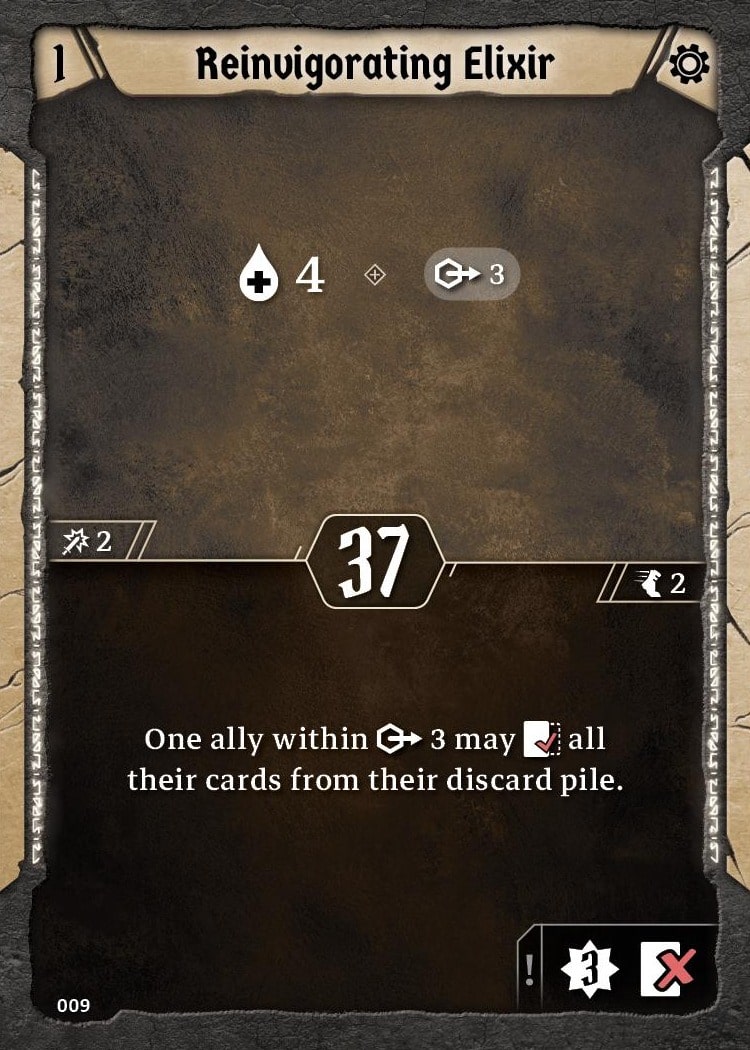 1 Reinvigorating Elixir
4 3
2
37
2
One ally within 3 may all
their cards from their discard pile.
! 3
009